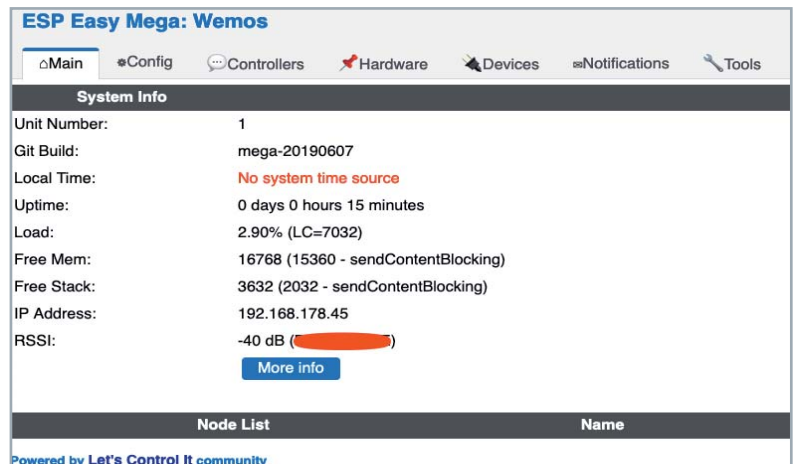 ESP Easy Mega: Wemos
Main Config Controllers Hardware Devices Notifications Tools
System Info
Unit Number: 1
Git Build: mega-20190607
Local Time: No system time source
Uptime: 0 days 0 hours 15 minutes
Load: 2.90% (LC=7032)
Free Mem: 16768 (15360 - sendContentBlocking)
Free Stack: 3632 (2032 - sendContentBlocking)
IP Address: 192.168.178.45
RSSI: -40 dB ( )
More info
Node List Name
Powered by Let's Control It community